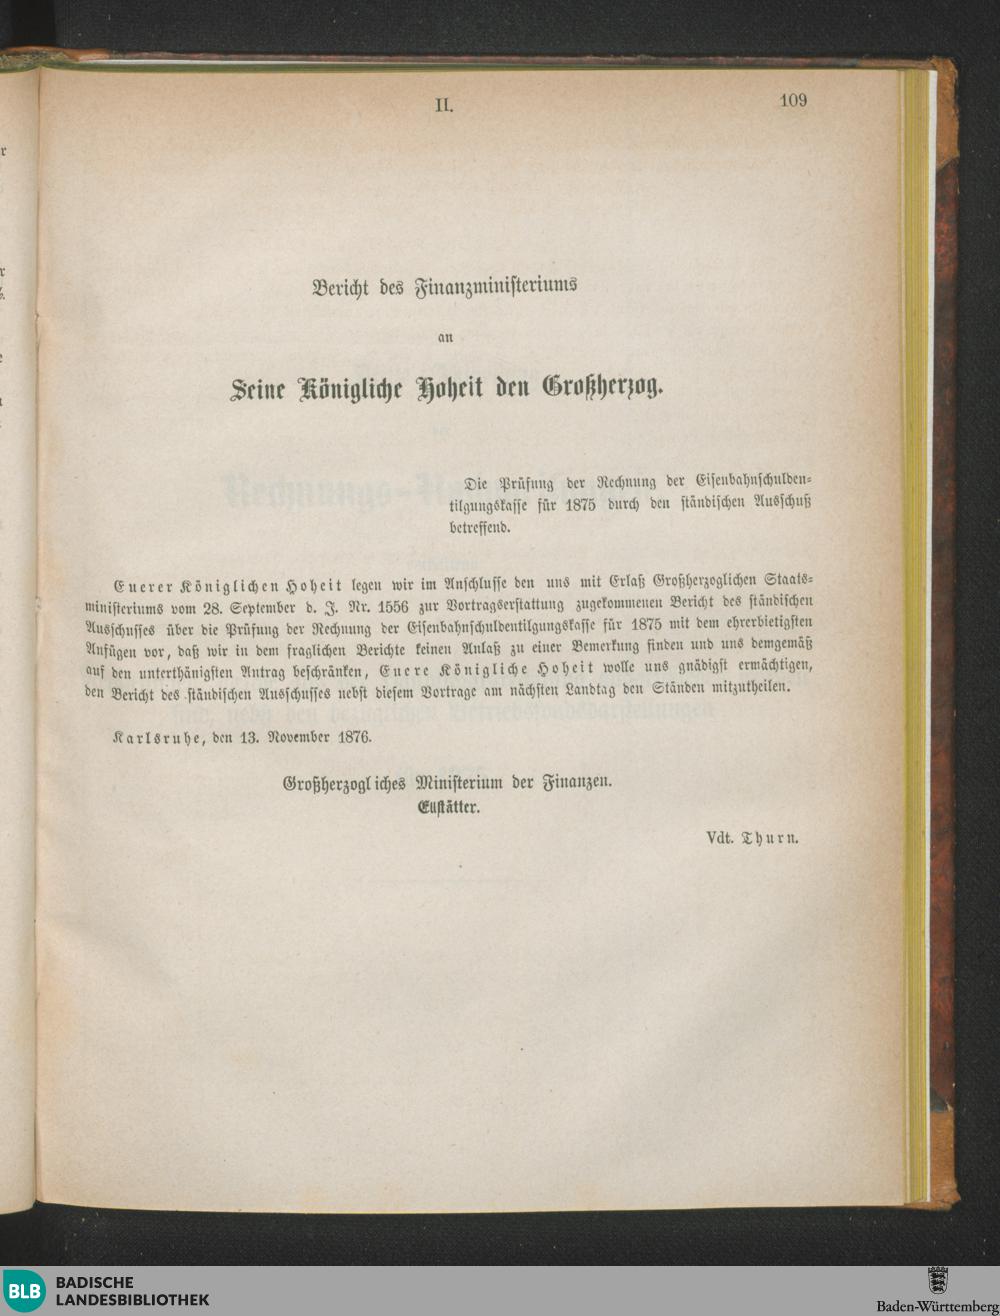 II.
109
Bericht des Finanzministeriums
an
Seine Königliche Hoheit den Großherzog.
Die Prüfung der Rechnung der Eisenbahnschulden-
tilgungskasse für 1875 durch den ständischen Ausschuß
betreffend.
Euerer Königlichen Hoheit legen wir im Anschlusse den uns mit Erlaß Großherzoglichen Staats-
ministeriums vom 28. September d. J. Nr. 1556 zur Vortragserstattung zugekommenen Bericht des ständischen
Ausschusses über die Prüfung der Rechnung der Eisenbahnschuldentilgungskasse für 1875 mit dem ehrerbietigsten
Anfügen vor, daß wir in dem fraglichen Berichte keinen Anlaß zu einer Bemerkung finden und uns demgemäß
auf den unterthänigsten Antrag beschränken, Euere Königliche Hoheit wolle uns gnädigst ermächtigen,
den Bericht des ständischen Ausschusses nebst diesem Vortrage am nächsten Landtag den Ständen mitzutheilen.
Karlsruhe, den 13. November 1876.
Großherzogliches Ministerium der Finanzen.
Ellstätter.
Vdt. Thurn.
BLB BADISCHE
LANDESBIBLIOTHEK
Baden-Württemberg